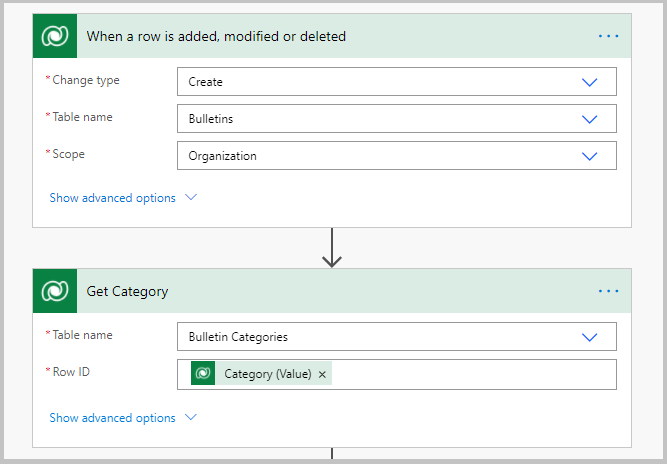 When a row is added, modified or deleted
* Change type Create
* Table name Bulletins
* Scope Organization
Show advanced options
Get Category
* Table name Bulletin Categories
* Row ID Category (Value) ×
Show advanced options